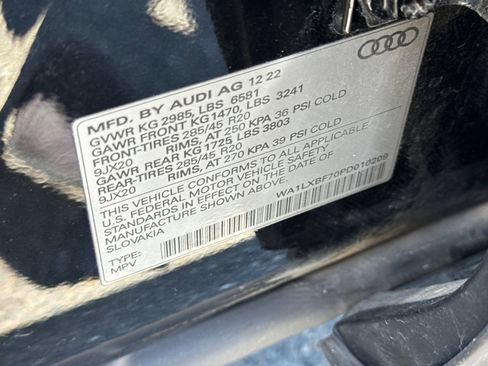 MFD. BY AUDI AG 12 22
GVWR KG 2985, LBS 6581
GAWR FRONT KG1470, LBS 3241
FRONT-TIRES 285/45 R20
9JX20 RIMS, AT 250 KPA 36 PSI COLD
GAWR REAR KG 1725 LBS 3803
REAR-TIRES 285/45 R20
9JX20 RIMS, AT 270 KPA 39 PSI COLD
THIS VEHICLE CONFORMS TO ALL APPLICABLE
U.S. FEDERAL MOTOR VEHICLE SAFETY
STANDARDS IN EFFECT ON THE DATE OF
MANUFACTURE SHOWN ABOVE.
SLOVAKIA
WA1LXBF70PD010209
TYPE:
MPV